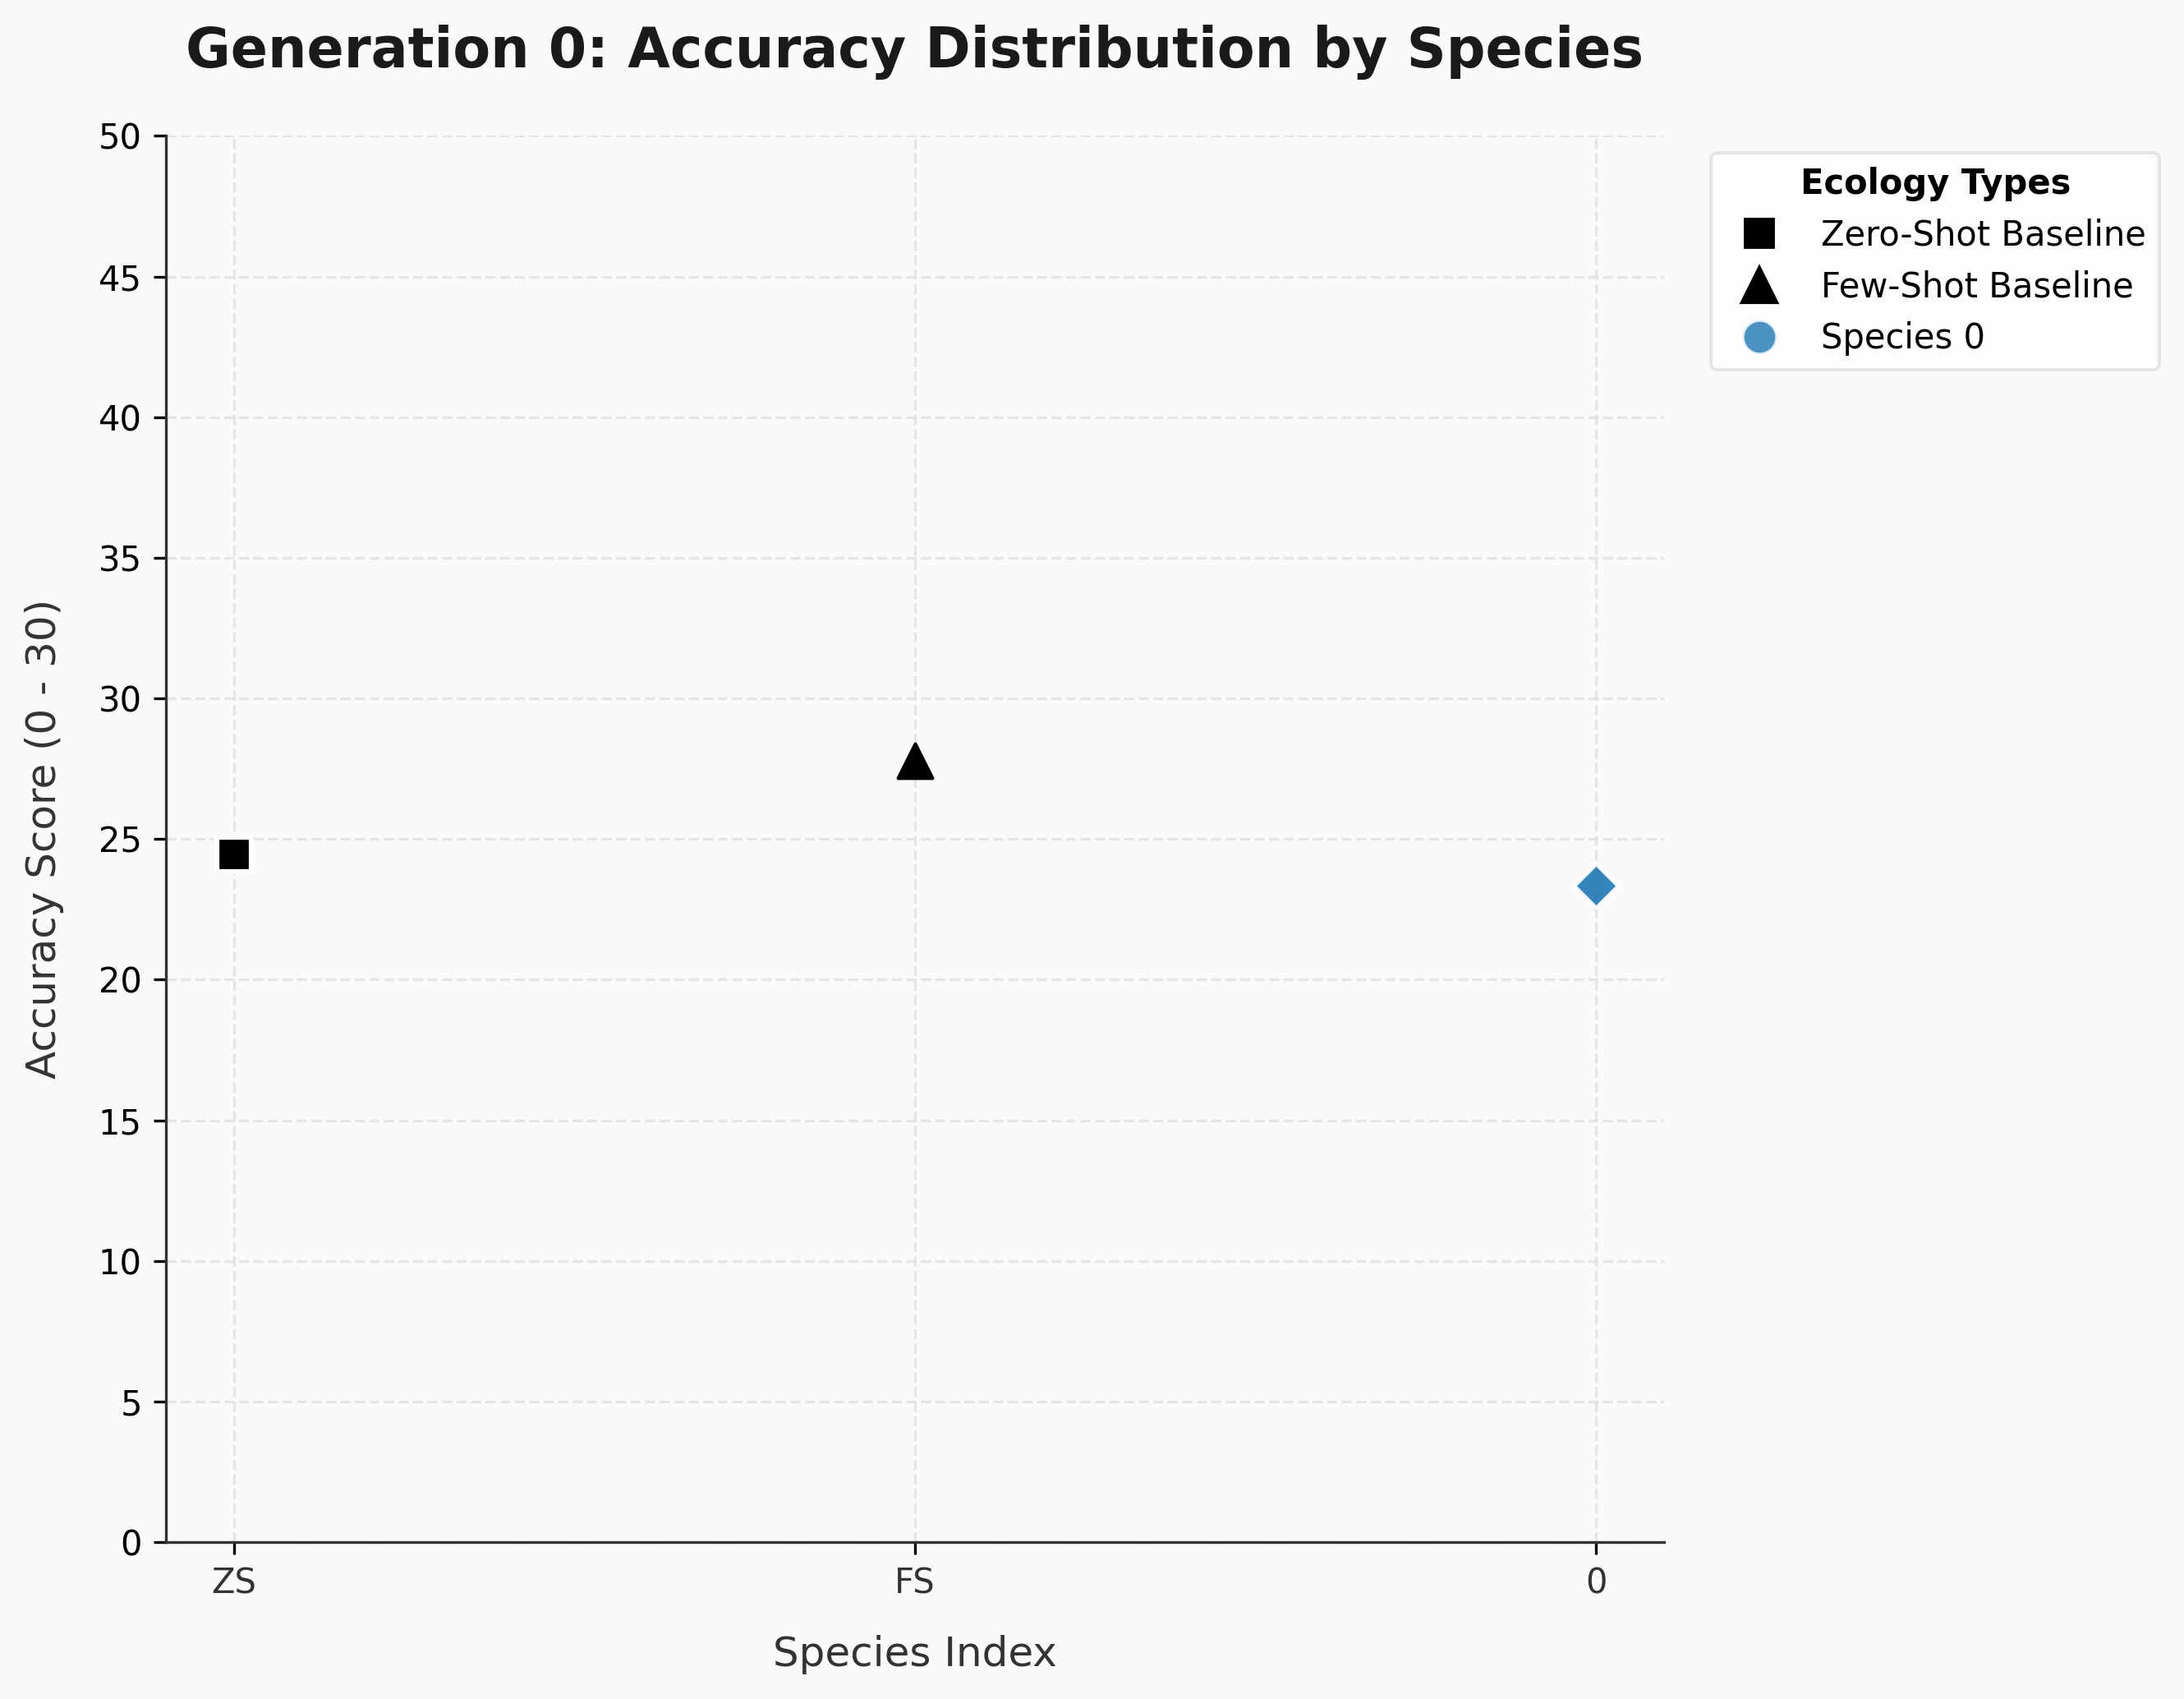 Generation 0: Accuracy Distribution by Species
50
45
40
35
30
25
20
15
10
5
0
Accuracy Score (0 - 30)
ZS
FS
0
Species Index
Ecology Types
Zero-Shot Baseline
Few-Shot Baseline
Species 0